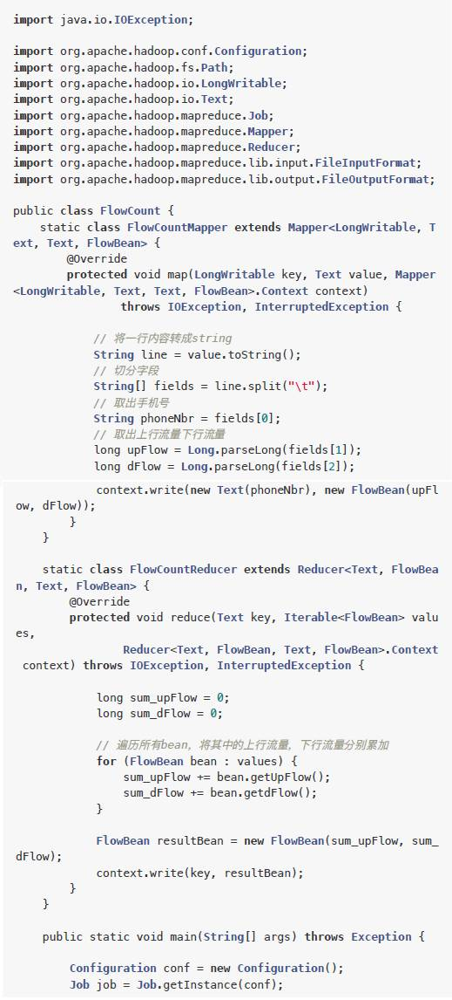 import java.io.IOException;
import org.apache.hadoop.conf.Configuration;
import org.apache.hadoop.fs.Path;
import org.apache.hadoop.io.LongWritable;
import org.apache.hadoop.io.Text;
import org.apache.hadoop.mapreduce.Job;
import org.apache.hadoop.mapreduce.Mapper;
import org.apache.hadoop.mapreduce.Reducer;
import org.apache.hadoop.mapreduce.lib.input.FileInputFormat;
import org.apache.hadoop.mapreduce.lib.output.FileOutputFormat;
public class FlowCount {
    static class FlowCountMapper extends Mapper<LongWritable, T
ext, Text, FlowBean> {
        @Override
        protected void map(LongWritable key, Text value, Mapper
<LongWritable, Text, Text, FlowBean>.Context context)
                throws IOException, InterruptedException {
            // 将一行内容转成string
            String line = value.toString();
            // 切分字段
            String[] fields = line.split("\t");
            // 取出手机号
            String phoneNbr = fields[0];
            // 取出上行流量下行流量
            long upFlow = Long.parseLong(fields[1]);
            long dFlow = Long.parseLong(fields[2]);
            context.write(new Text(phoneNbr), new FlowBean(upFl
ow, dFlow));
        }
    }
    static class FlowCountReducer extends Reducer<Text, FlowBea
n, Text, FlowBean> {
        @Override
        protected void reduce(Text key, Iterable<FlowBean> valu
es,
                Reducer<Text, FlowBean, Text, FlowBean>.Context
 context) throws IOException, InterruptedException {
            long sum_upFlow = 0;
            long sum_dFlow = 0;
            // 遍历所有bean，将其中的上行流量，下行流量分别累加
            for (FlowBean bean : values) {
                sum_upFlow += bean.getUpFlow();
                sum_dFlow += bean.getdFlow();
            }
            FlowBean resultBean = new FlowBean(sum_upFlow, sum_
dFlow);
            context.write(key, resultBean);
        }
    }
    public static void main(String[] args) throws Exception {
        Configuration conf = new Configuration();
        Job job = Job.getInstance(conf);